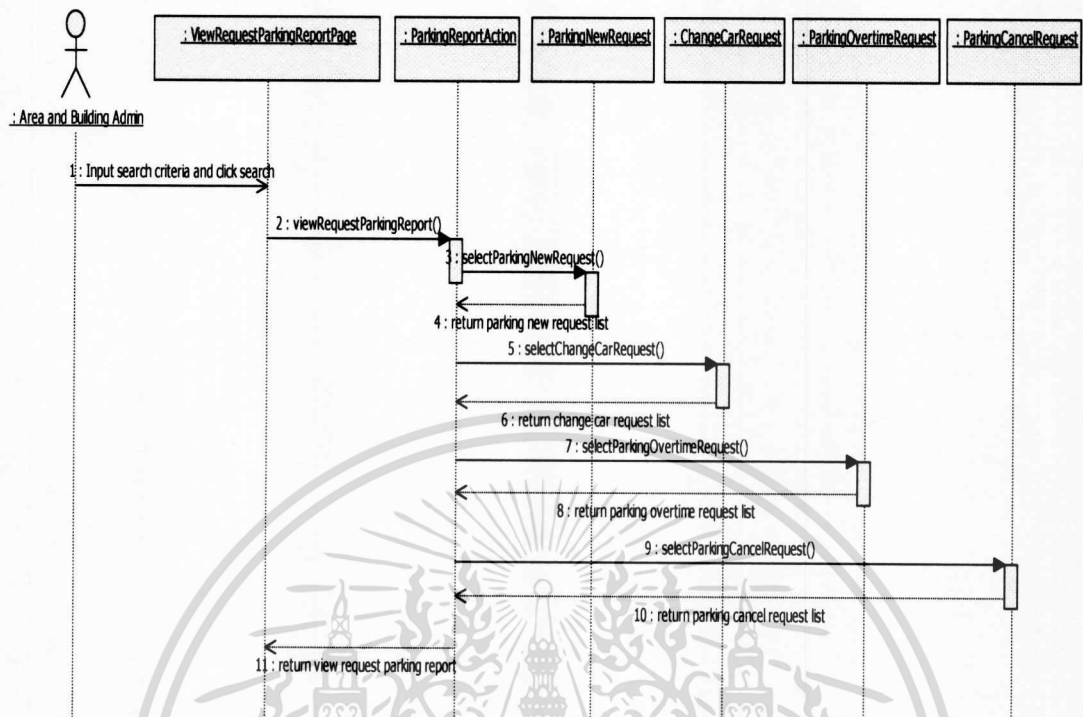 : ViewRequestParkingReportPage
: ParkingReportAction
: ParkingNewRequest
: ChangeCarRequest
: ParkingOvertimeRequest
: ParkingCancelRequest
: Area and Building Admin
1 : Input search criteria and click search
2 : viewRequestParkingReport()
3 : selectParkingNewRequest()
4 : return parking new request list
5 : selectChangeCarRequest()
6 : return change car request list
7 : selectParkingOvertimeRequest()
8 : return parking overtime request list
9 : selectParkingCancelRequest()
10 : return parking cancel request list
11 : return view request parking report